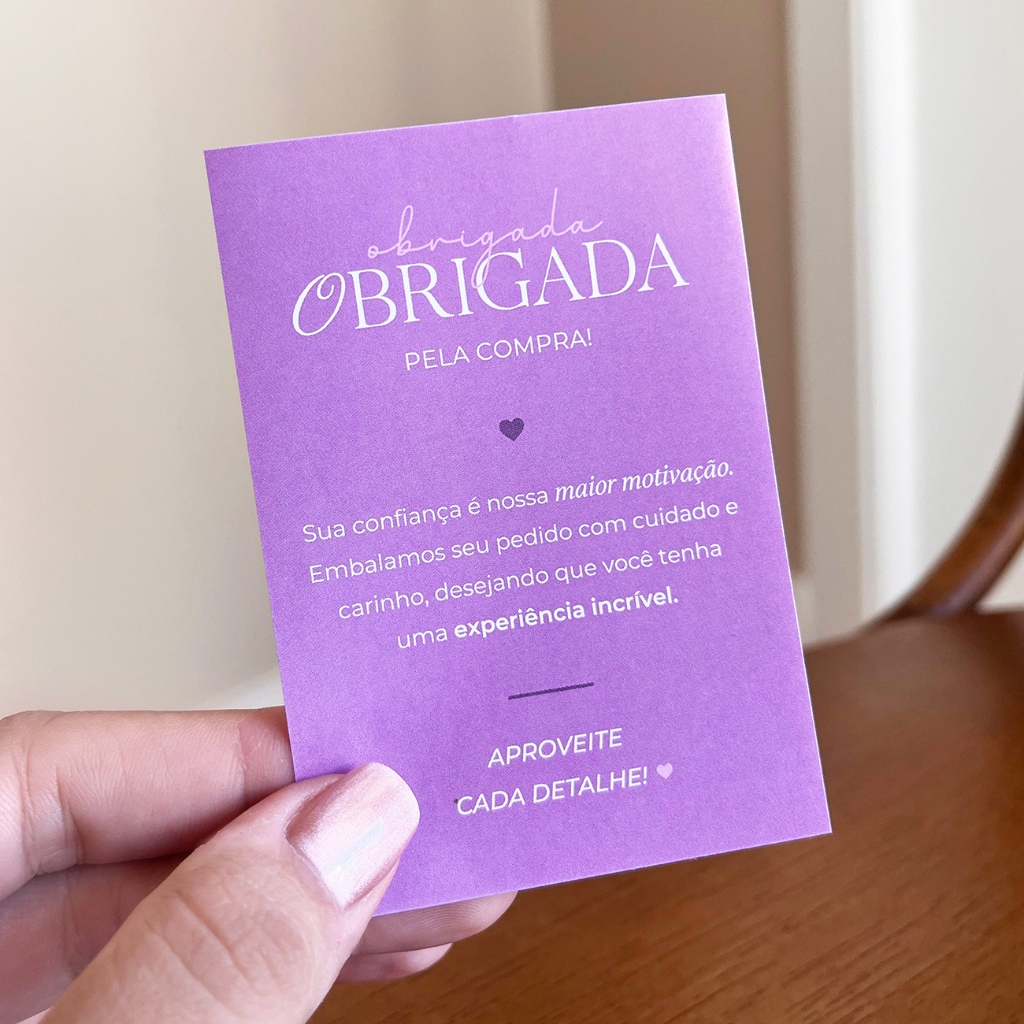 obrigada
OBRIGADA
PELA COMPRA!
Sua confiança é nossa maior motivação.
Embalamos seu pedido com cuidado e
carinho, desejando que você tenha
uma experiência incrível.
APROVEITE
CADA DETALHE!